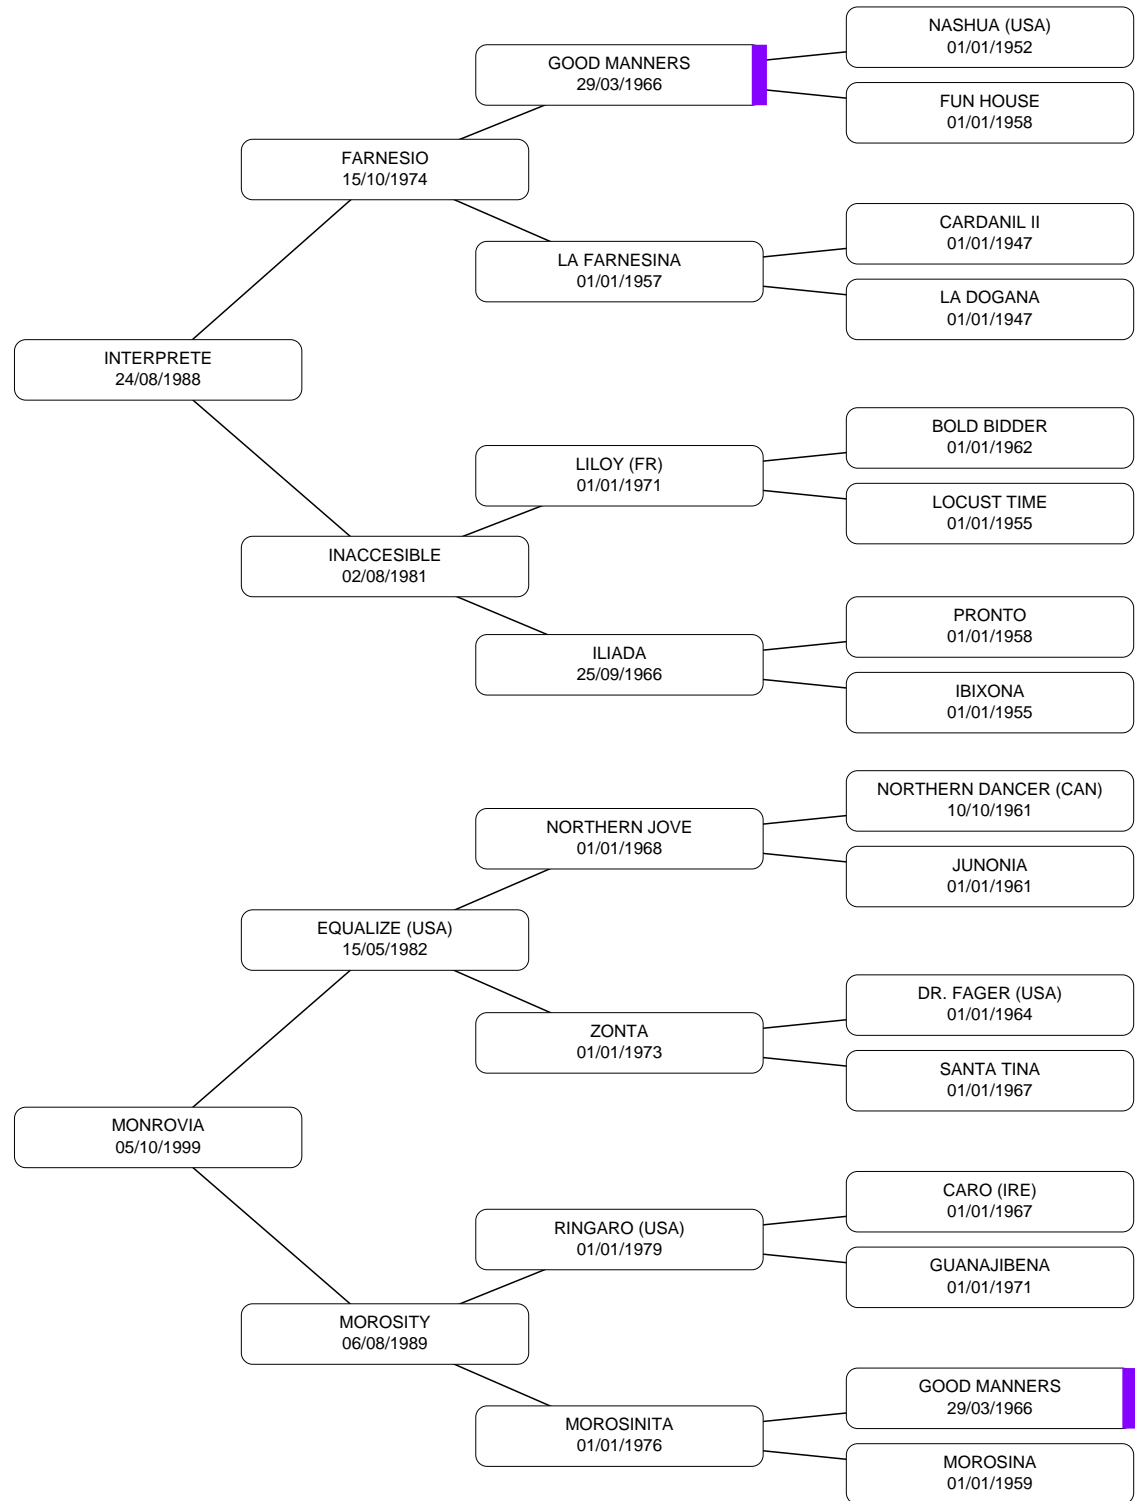 NASHUA (USA)
01/01/1952
GOOD MANNERS
29/03/1966
FUN HOUSE
01/01/1958
FARNESIO
15/10/1974
CARDANIL II
01/01/1947
LA FARNESINA
01/01/1957
LA DOGANA
01/01/1947
INTERPRETE
24/08/1988
BOLD BIDDER
01/01/1962
LILOY (FR)
01/01/1971
LOCUST TIME
01/01/1955
INACCESIBLE
02/08/1981
PRONTO
01/01/1958
ILIADA
25/09/1966
IBIXONA
01/01/1955
NORTHERN DANCER (CAN)
10/10/1961
NORTHERN JOVE
01/01/1968
JUNONIA
01/01/1961
EQUALIZE (USA)
15/05/1982
DR. FAGER (USA)
01/01/1964
ZONTA
01/01/1973
SANTA TINA
01/01/1967
MONROVIA
05/10/1999
CARO (IRE)
01/01/1967
RINGARO (USA)
01/01/1979
GUANAJIBENA
01/01/1971
MOROSITY
06/08/1989
GOOD MANNERS
29/03/1966
MOROSINITA
01/01/1976
MOROSINA
01/01/1959